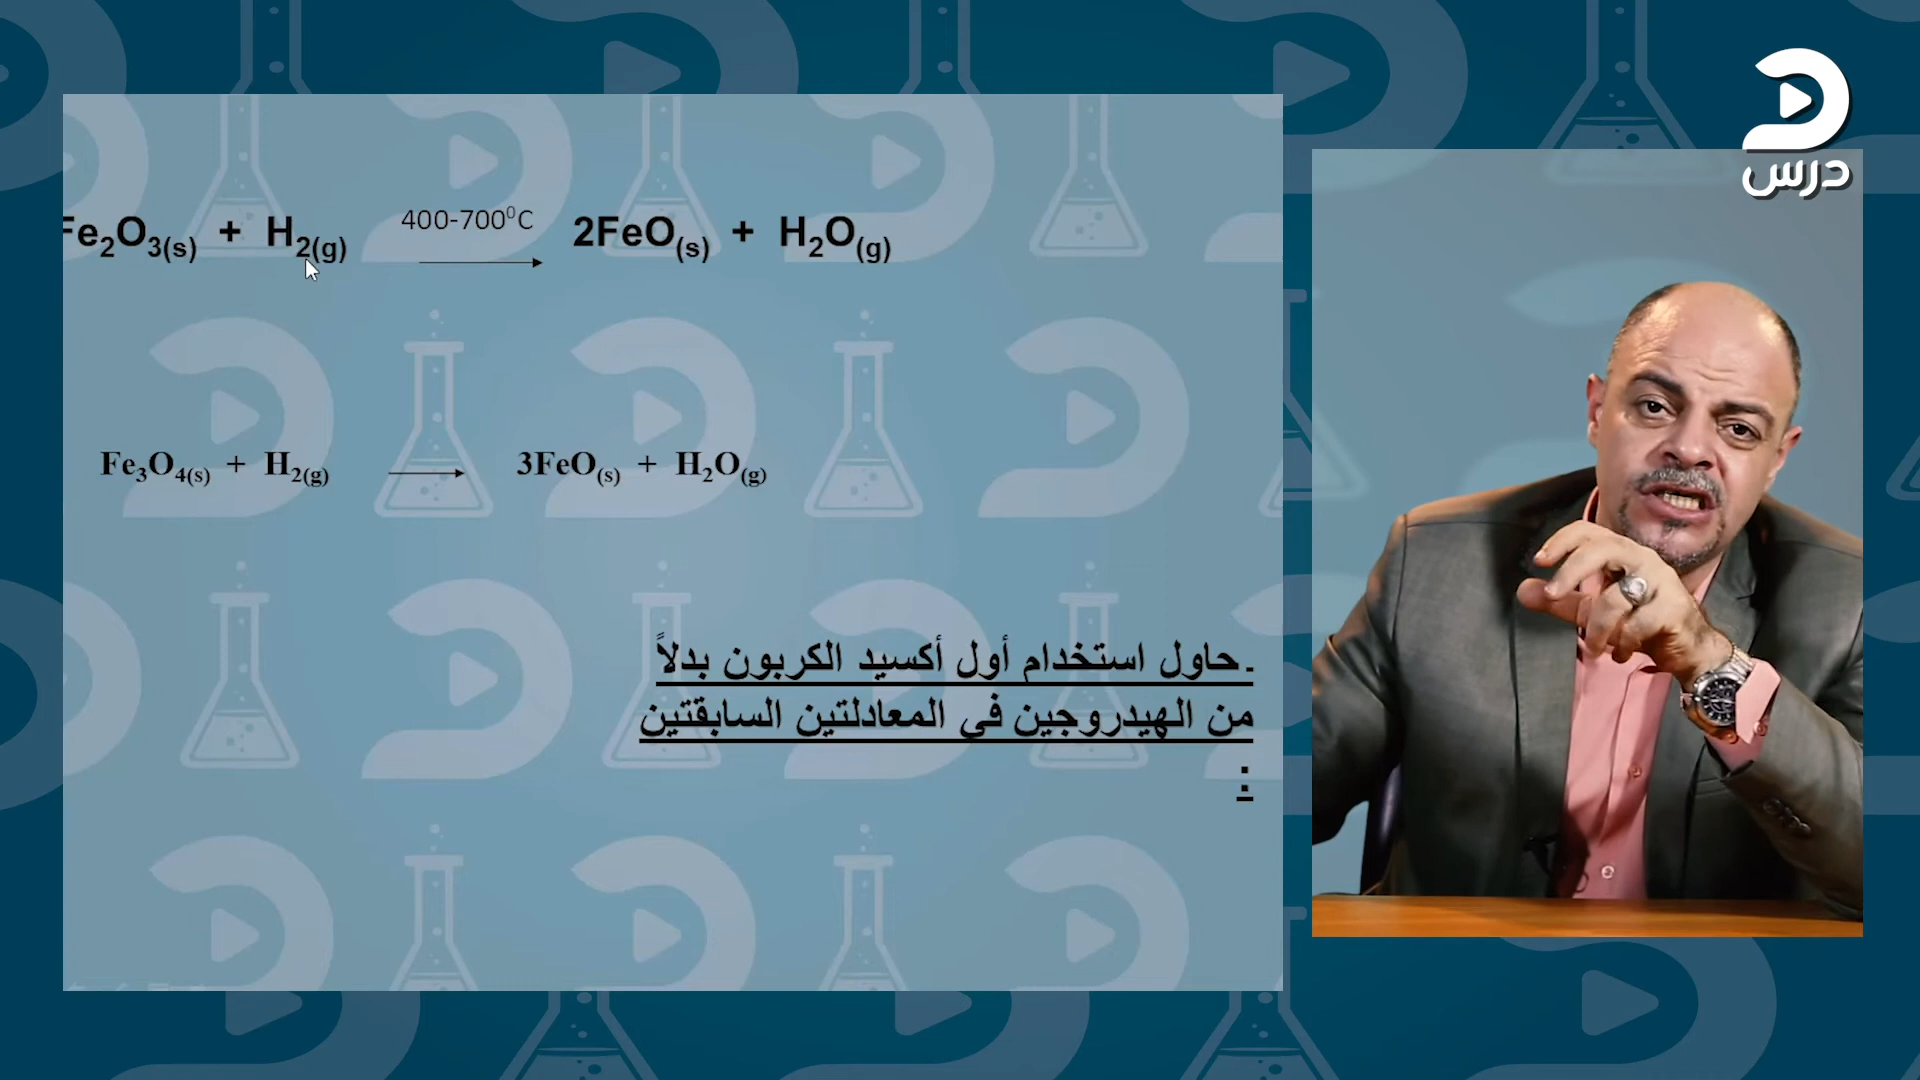 درس
Fe₂O₃(s) + H₂(g) 400-700⁰C 2FeO(s) + H₂O(g)
Fe₃O₄(s) + H₂(g) 3FeO(s) + H₂O(g)
.حاول استخدام أول أكسيد الكربون بدلاً
من الهيدروجين في المعادلتين السابقتين
: